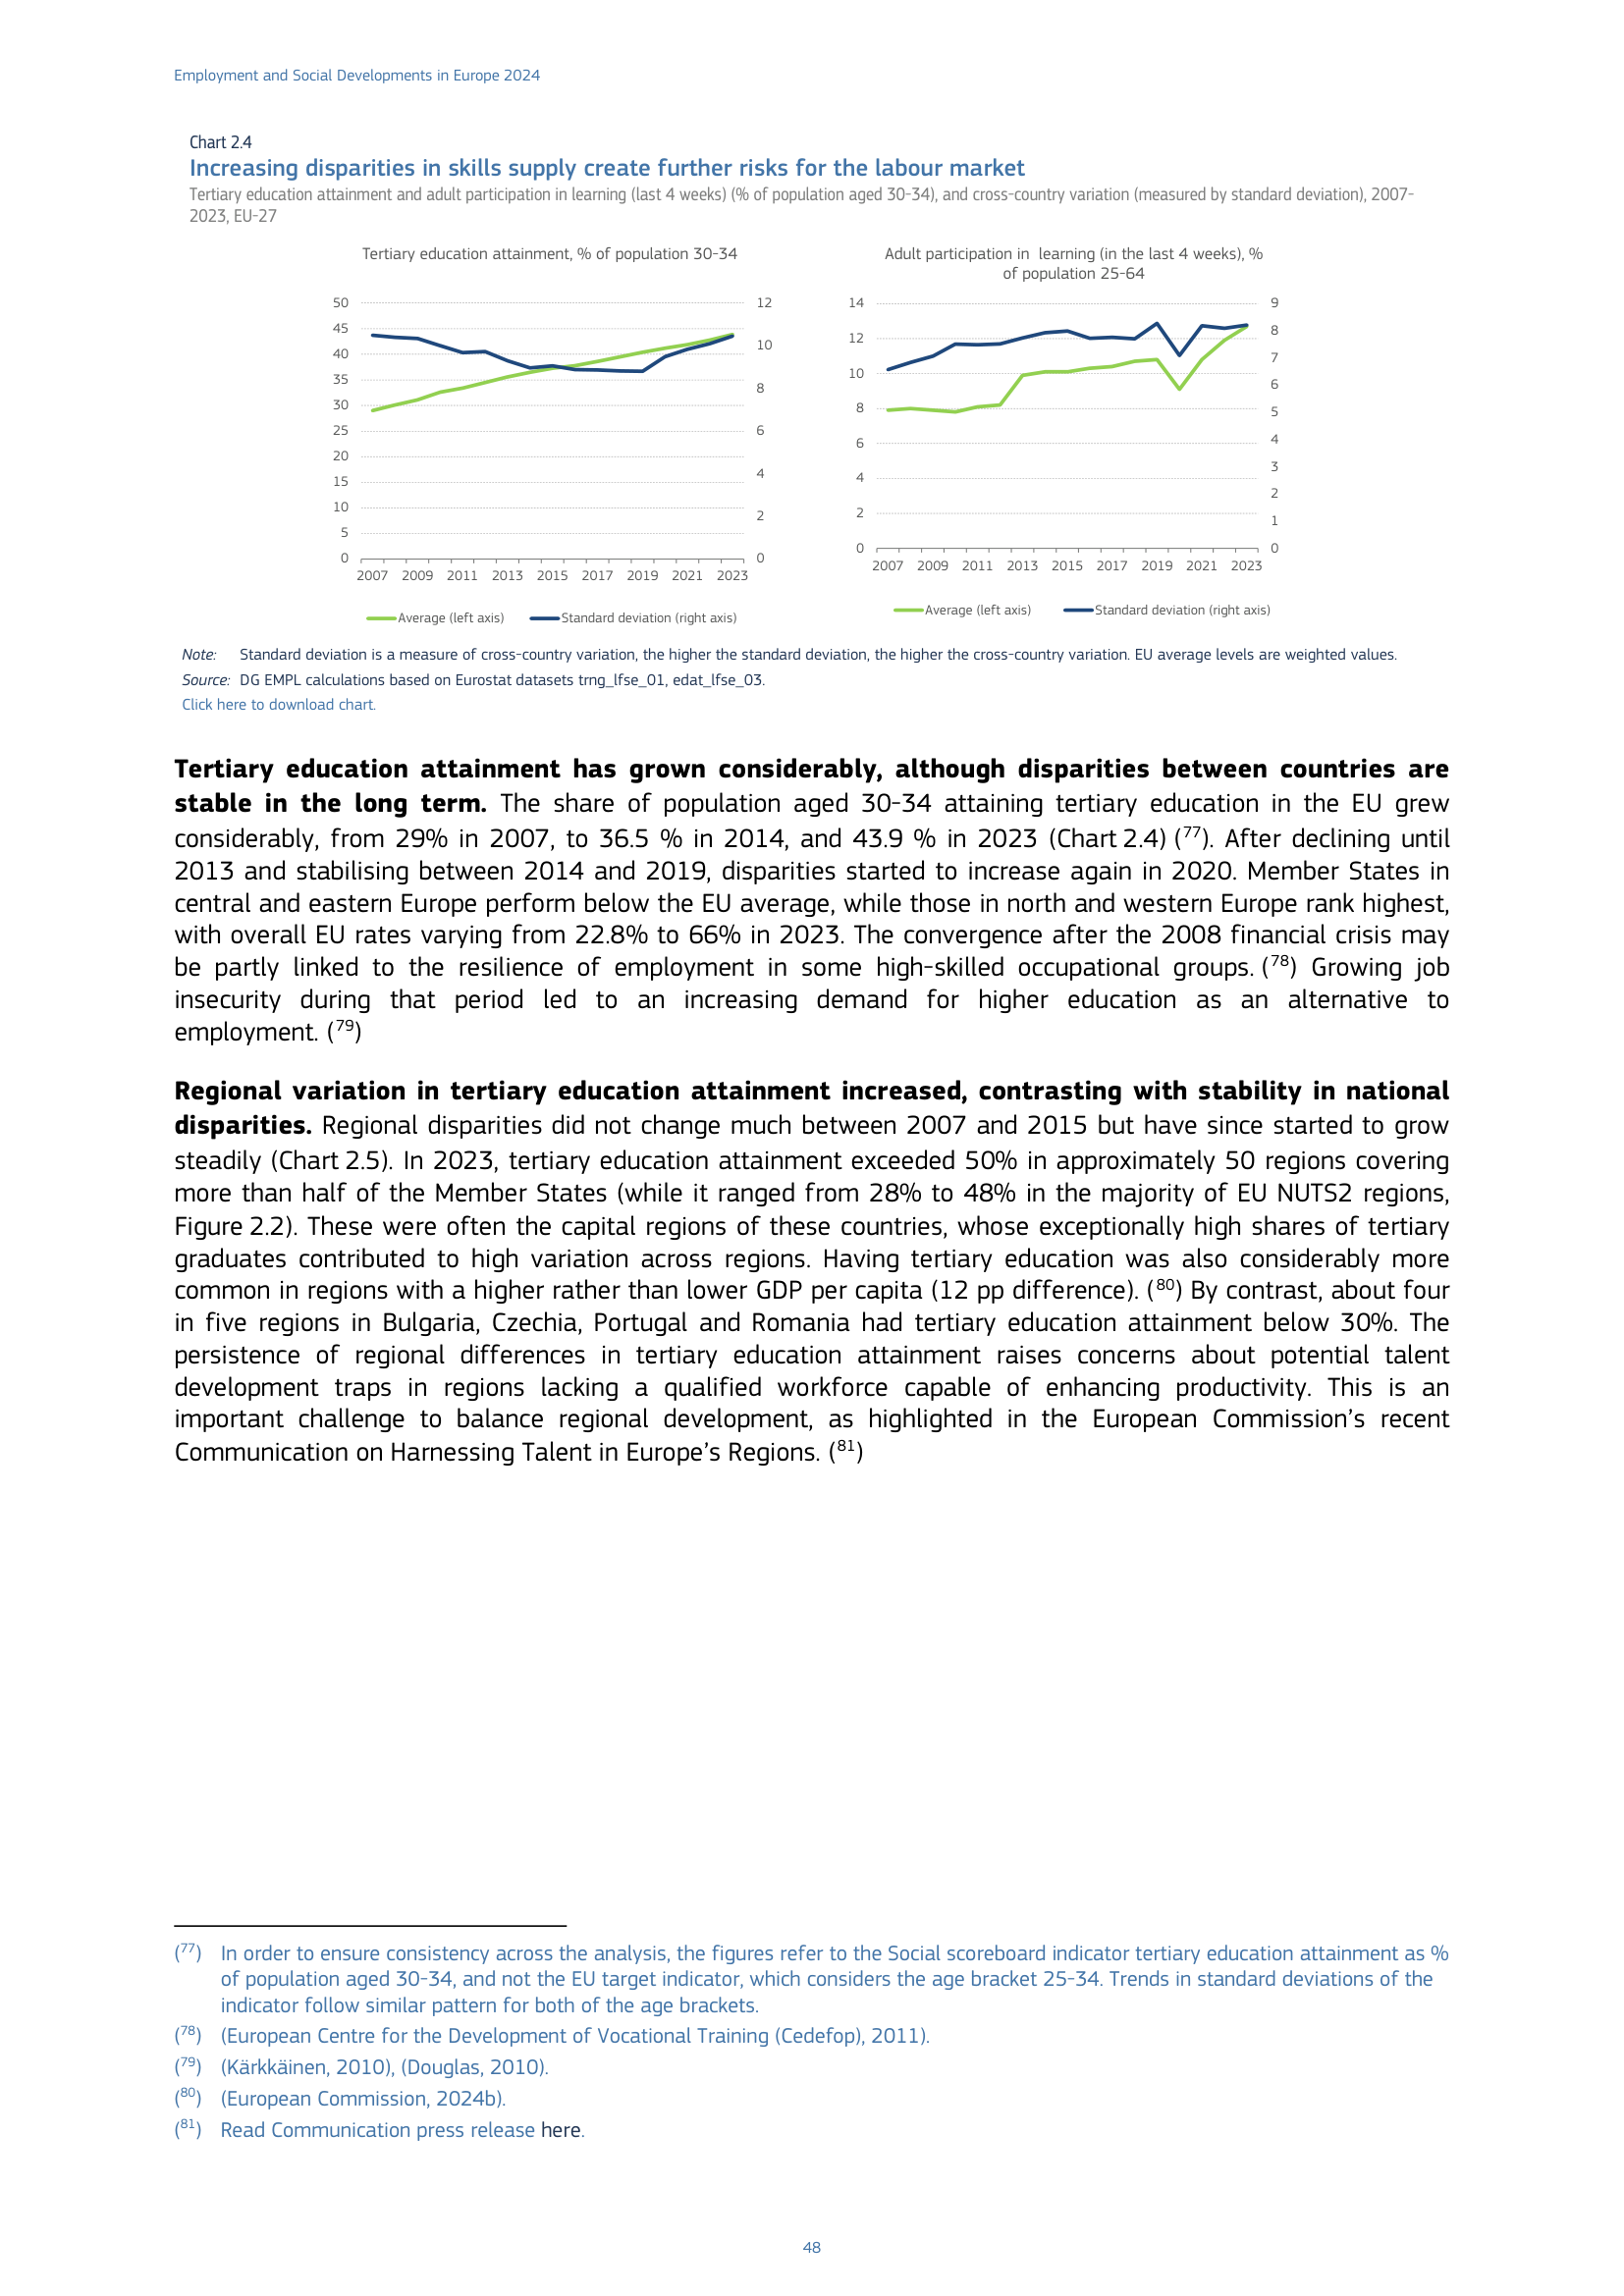 Employment and Social Developments in Europe 2024
Chart 2.4
Increasing disparities in skills supply create further risks for the labour market
Tertiary education attainment and adult participation in learning (last 4 weeks) (% of population aged 30-34), and cross-country variation (measured by standard deviation), 2007-
2023, EU-27
Tertiary education attainment, % of population 30-34
50
45
40
35
30
25
20
15
10
5
0
12
10
8
6
4
2
0
2007 2009 2011 2013 2015 2017 2019 2021 2023
Average (left axis) Standard deviation (right axis)
Adult participation in learning (in the last 4 weeks), %
of population 25-64
14
12
10
8
6
4
2
0
9
8
7
6
5
4
3
2
1
0
2007 2009 2011 2013 2015 2017 2019 2021 2023
Average (left axis) Standard deviation (right axis)
Note: Standard deviation is a measure of cross-country variation, the higher the standard deviation, the higher the cross-country variation. EU average levels are weighted values.
Source: DG EMPL calculations based on Eurostat datasets trng_lfse_01, edat_lfse_03.
Click here to download chart.
Tertiary education attainment has grown considerably, although disparities between countries are
stable in the long term. The share of population aged 30-34 attaining tertiary education in the EU grew
considerably, from 29% in 2007, to 36.5 % in 2014, and 43.9 % in 2023 (Chart 2.4) (77). After declining until
2013 and stabilising between 2014 and 2019, disparities started to increase again in 2020. Member States in
central and eastern Europe perform below the EU average, while those in north and western Europe rank highest,
with overall EU rates varying from 22.8% to 66% in 2023. The convergence after the 2008 financial crisis may
be partly linked to the resilience of employment in some high-skilled occupational groups. (78) Growing job
insecurity during that period led to an increasing demand for higher education as an alternative to
employment. (79)
Regional variation in tertiary education attainment increased, contrasting with stability in national
disparities. Regional disparities did not change much between 2007 and 2015 but have since started to grow
steadily (Chart 2.5). In 2023, tertiary education attainment exceeded 50% in approximately 50 regions covering
more than half of the Member States (while it ranged from 28% to 48% in the majority of EU NUTS2 regions,
Figure 2.2). These were often the capital regions of these countries, whose exceptionally high shares of tertiary
graduates contributed to high variation across regions. Having tertiary education was also considerably more
common in regions with a higher rather than lower GDP per capita (12 pp difference). (80) By contrast, about four
in five regions in Bulgaria, Czechia, Portugal and Romania had tertiary education attainment below 30%. The
persistence of regional differences in tertiary education attainment raises concerns about potential talent
development traps in regions lacking a qualified workforce capable of enhancing productivity. This is an
important challenge to balance regional development, as highlighted in the European Commission’s recent
Communication on Harnessing Talent in Europe’s Regions. (81)
(77) In order to ensure consistency across the analysis, the figures refer to the Social scoreboard indicator tertiary education attainment as %
of population aged 30-34, and not the EU target indicator, which considers the age bracket 25-34. Trends in standard deviations of the
indicator follow similar pattern for both of the age brackets.
(78) (European Centre for the Development of Vocational Training (Cedefop), 2011).
(79) (Kärkkäinen, 2010), (Douglas, 2010).
(80) (European Commission, 2024b).
(81) Read Communication press release here.
48